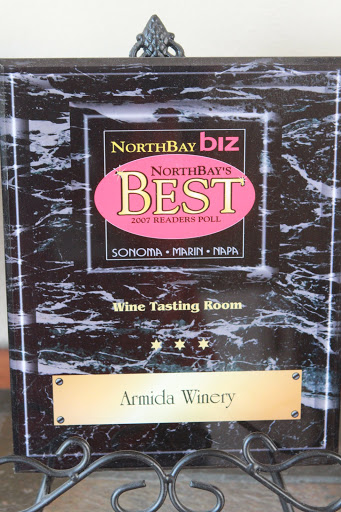 NORTHBAY biz
NORTHBAY'S
BEST
2007 READERS POLL
SONOMA • MARIN • NAPA
Wine Tasting Room
Armida Winery